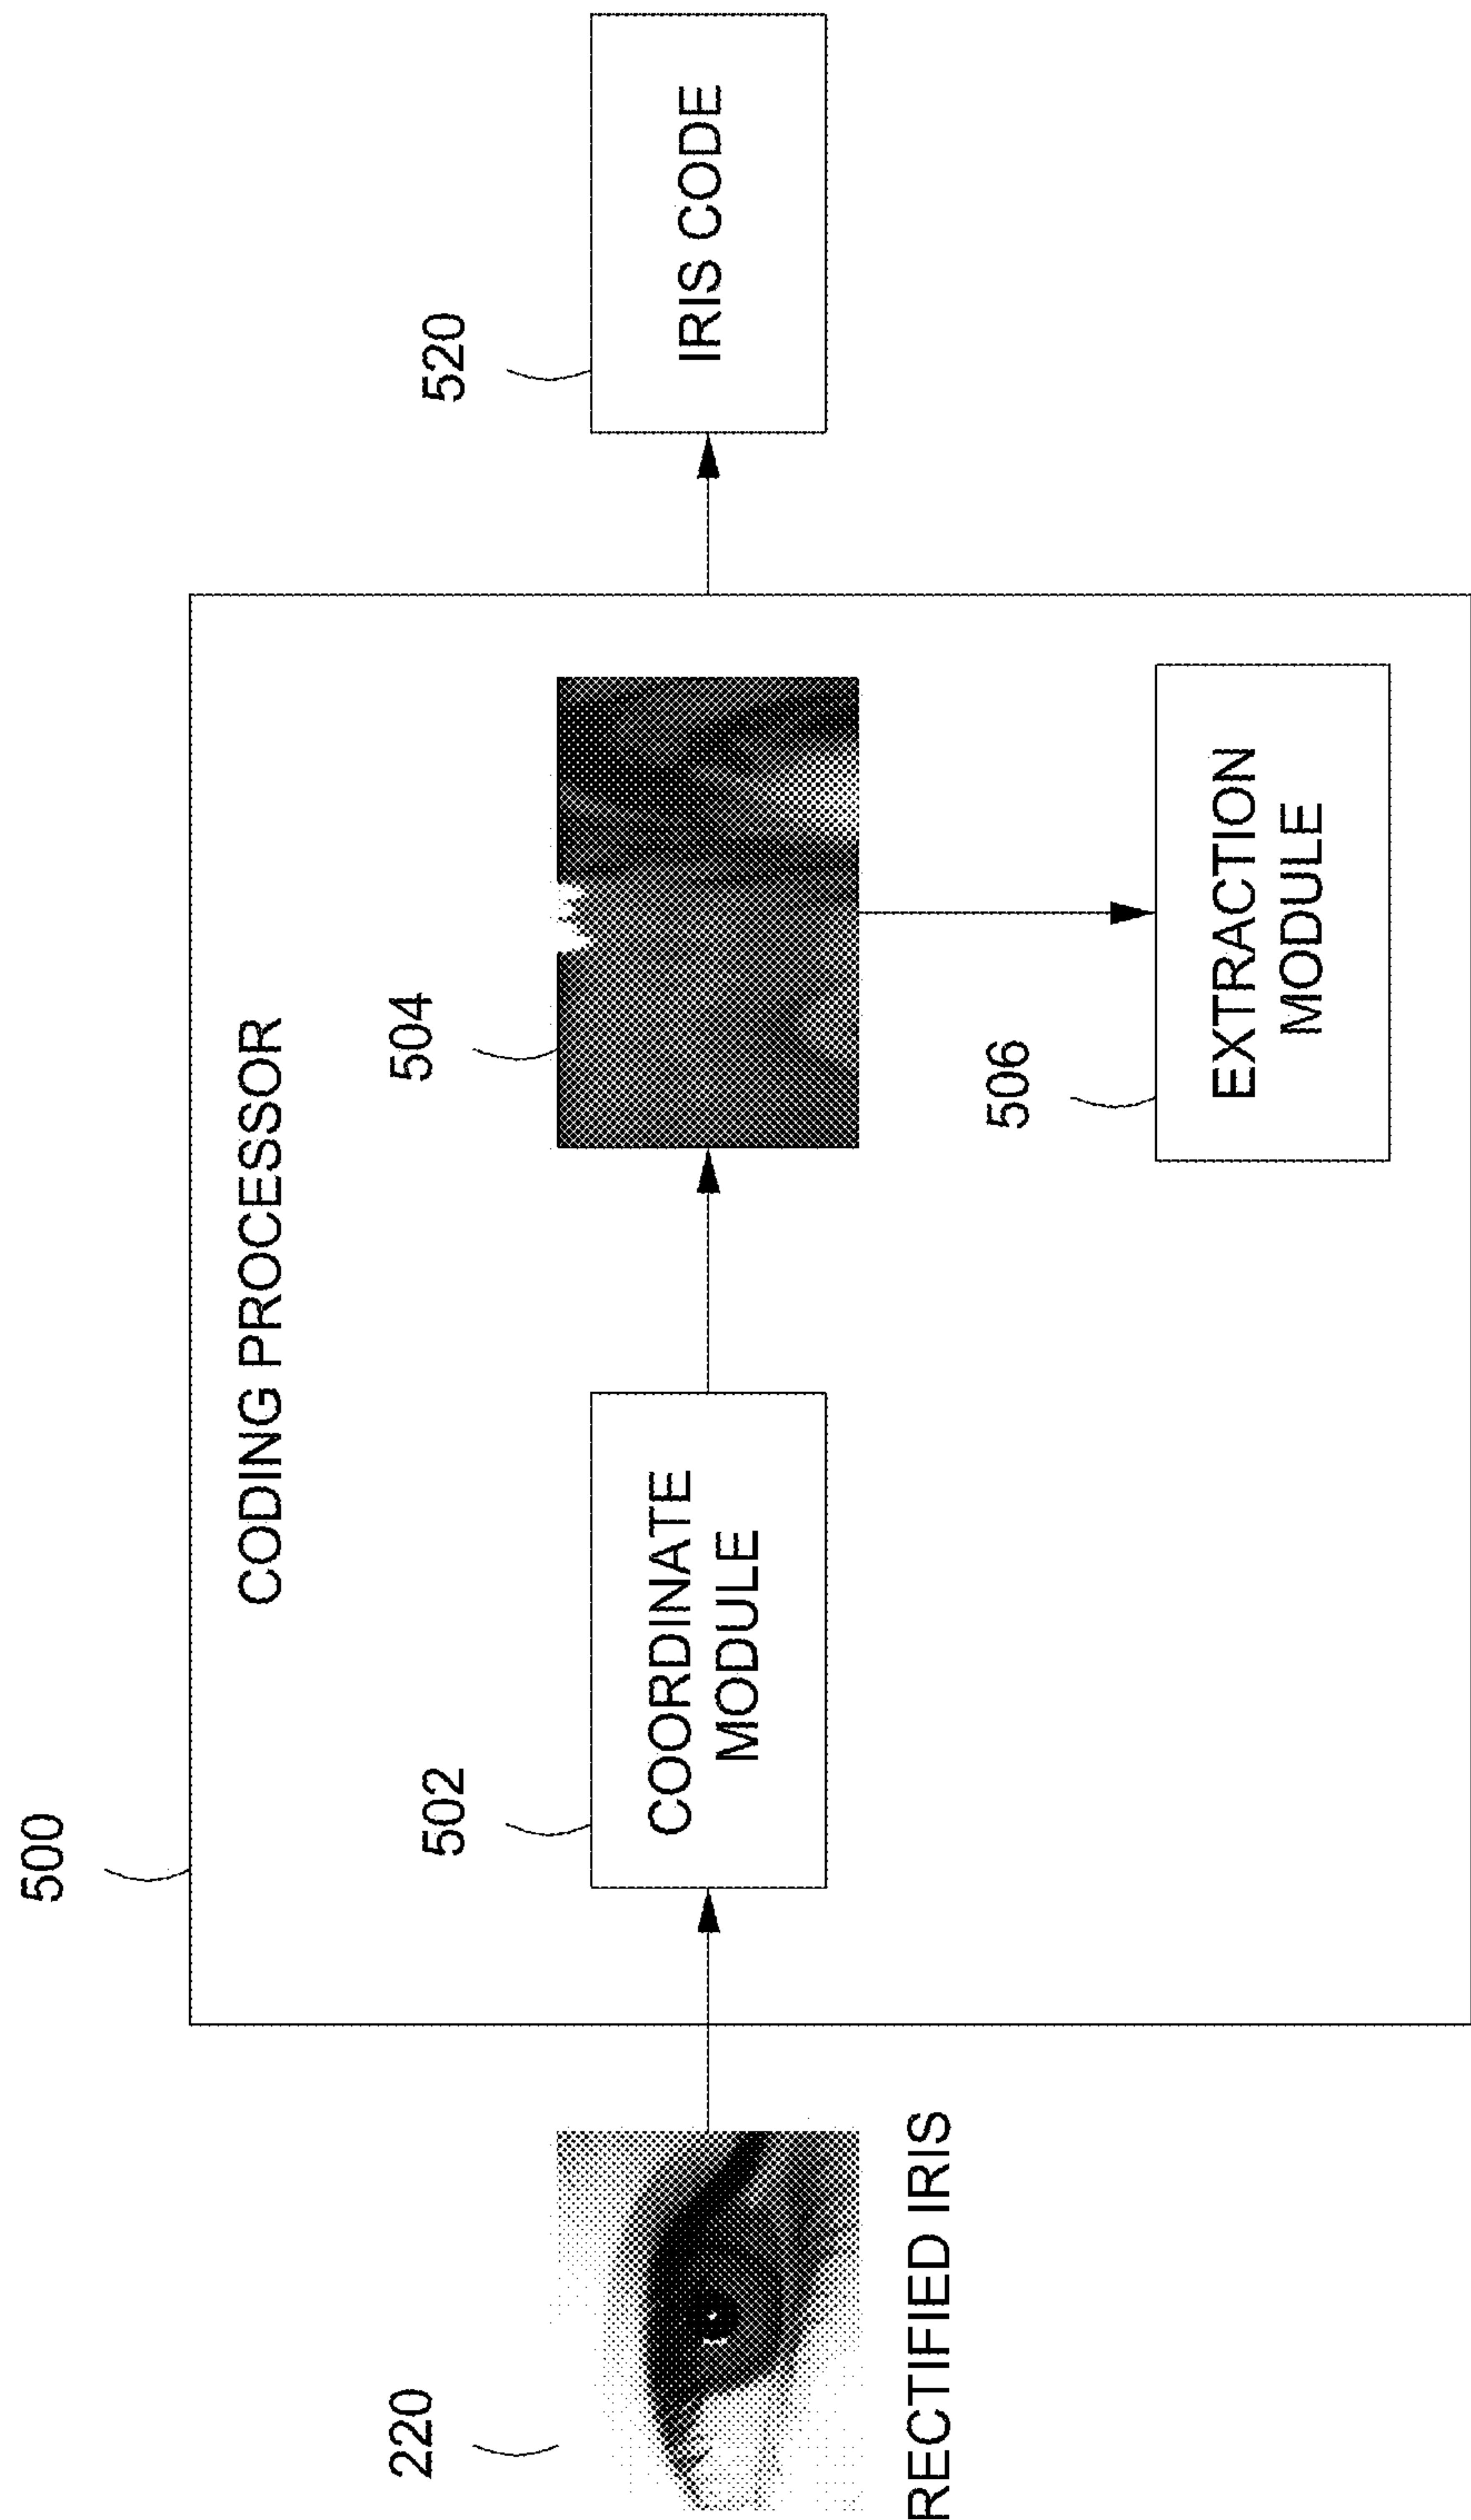 500
CODING PROCESSOR
220
RECTIFIED IRIS
502
COORDINATE
MODULE
504
506
EXTRACTION
MODULE
520
IRIS CODE